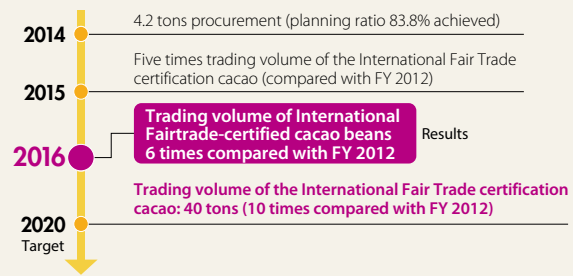 2014
4.2 tons procurement (planning ratio 83.8% achieved)
2015
Five times trading volume of the International Fair Trade
certification cacao (compared with FY 2012)
2016
Trading volume of International
Fairtrade-certified cacao beans
6 times compared with FY 2012
Results
2020
Target
Trading volume of the International Fair Trade certification
cacao: 40 tons (10 times compared with FY 2012)